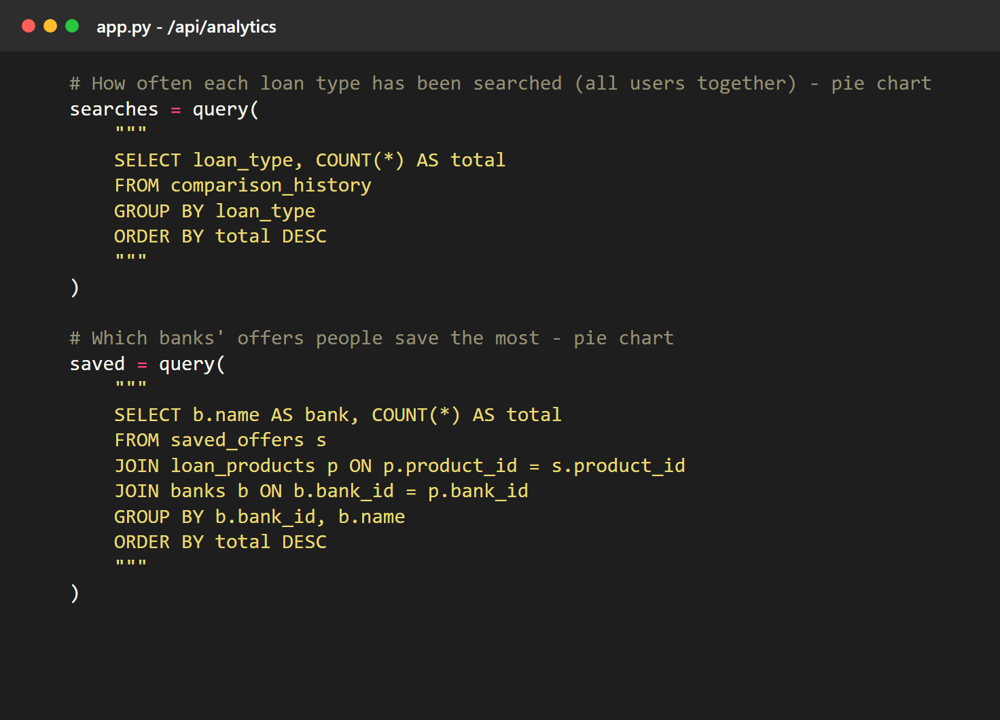 app.py - /api/analytics
# How often each loan type has been searched (all users together) - pie chart
searches = query(
    """
    SELECT loan_type, COUNT(*) AS total
    FROM comparison_history
    GROUP BY loan_type
    ORDER BY total DESC
    """
)
# Which banks' offers people save the most - pie chart
saved = query(
    """
    SELECT b.name AS bank, COUNT(*) AS total
    FROM saved_offers s
    JOIN loan_products p ON p.product_id = s.product_id
    JOIN banks b ON b.bank_id = p.bank_id
    GROUP BY b.bank_id, b.name
    ORDER BY total DESC
    """
)